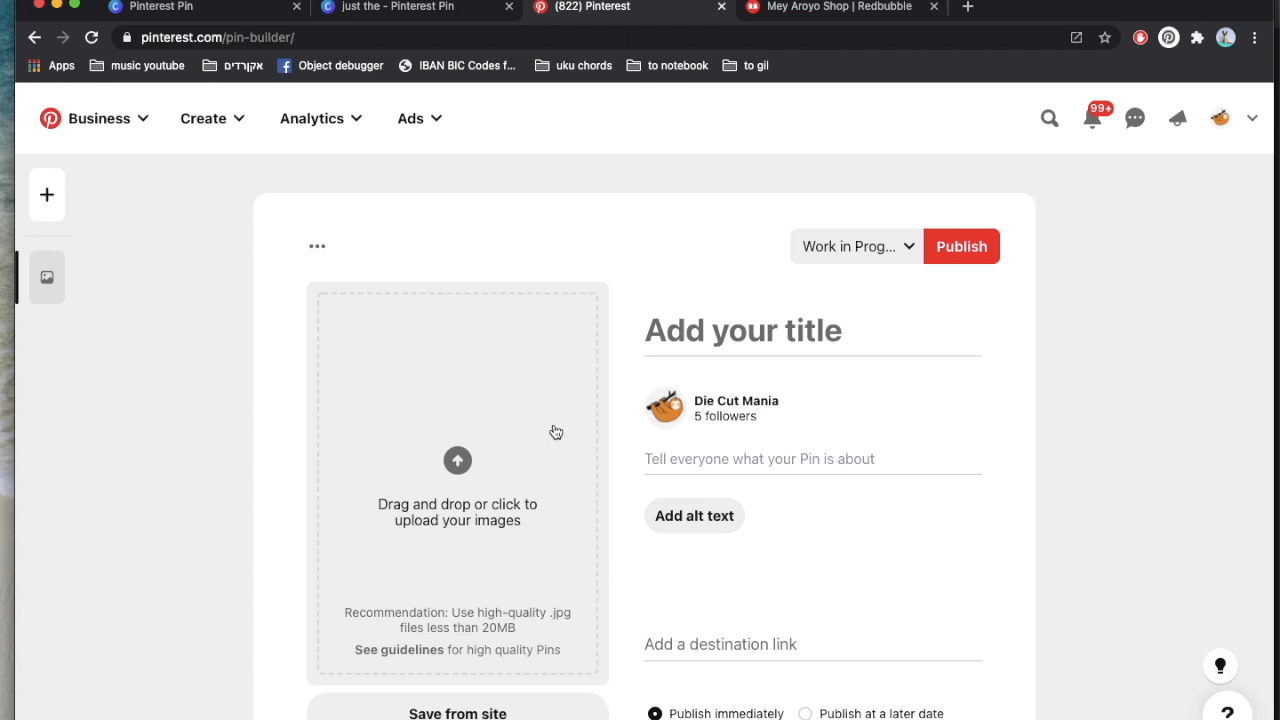 Pinterest Pin
just the - Pinterest Pin
(822) Pinterest
Mey Aroyo Shop | Redbubble
pinterest.com/pin-builder/
Apps
music youtube
אקורדים
Object debugger
IBAN BIC Codes f...
uku chords
to notebook
to gil
Business
Create
Analytics
Ads
99+
Work in Prog...
Publish
Add your title
Die Cut Mania
5 followers
Tell everyone what your Pin is about
Add alt text
Drag and drop or click to
upload your images
Recommendation: Use high-quality .jpg
files less than 20MB
See guidelines for high quality Pins
Add a destination link
Save from site
Publish immediately
Publish at a later date
?